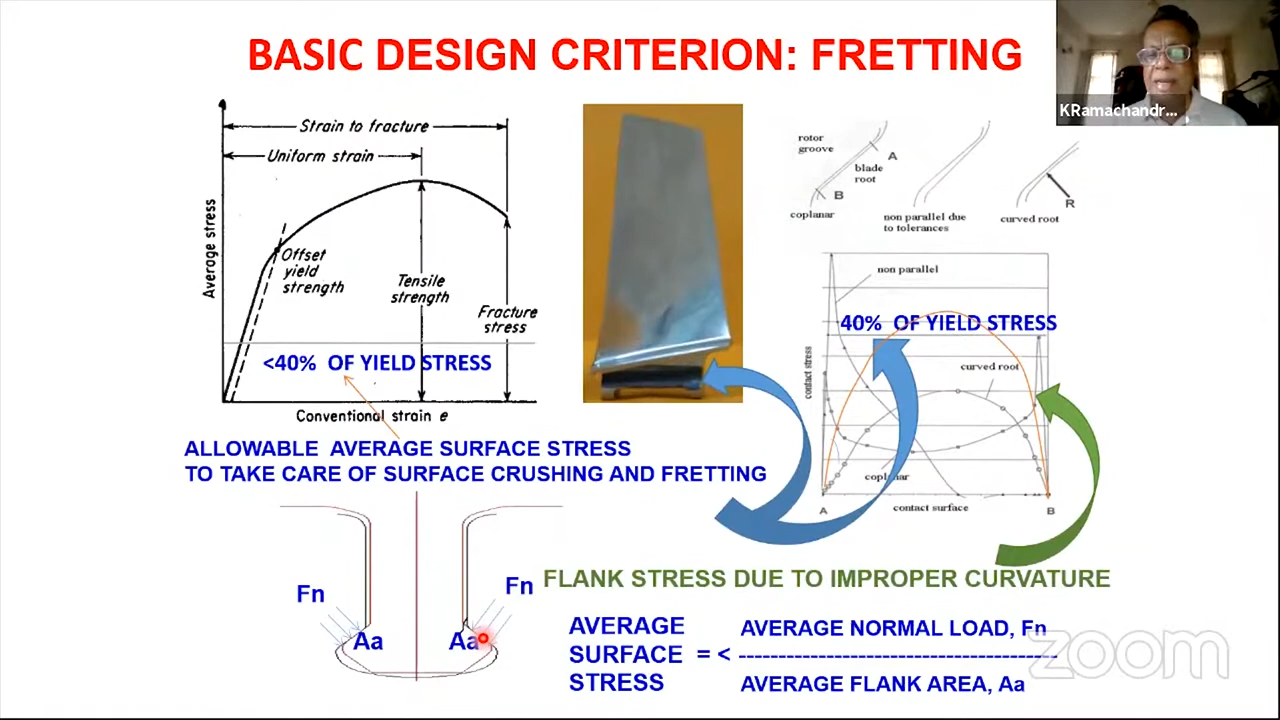 BASIC DESIGN CRITERION: FRETTING
KRamachandr...
Strain to fracture
Uniform strain
Average stress
Offset
yield
strength
Tensile
strength
Fracture
stress
<40% OF YIELD STRESS
Conventional strain e
ALLOWABLE AVERAGE SURFACE STRESS
TO TAKE CARE OF SURFACE CRUSHING AND FRETTING
rotor
groove
A
blade
root
B
coplanar
non parallel due
to tolerances
R
curved root
non parallel
40% OF YIELD STRESS
curved root
contact stress
coplanar
A
contact surface
B
FLANK STRESS DUE TO IMPROPER CURVATURE
Fn
Fn
Aa
Aa
AVERAGE
SURFACE
STRESS
= <
AVERAGE NORMAL LOAD, Fn
----------------------------------------
AVERAGE FLANK AREA, Aa
zoom